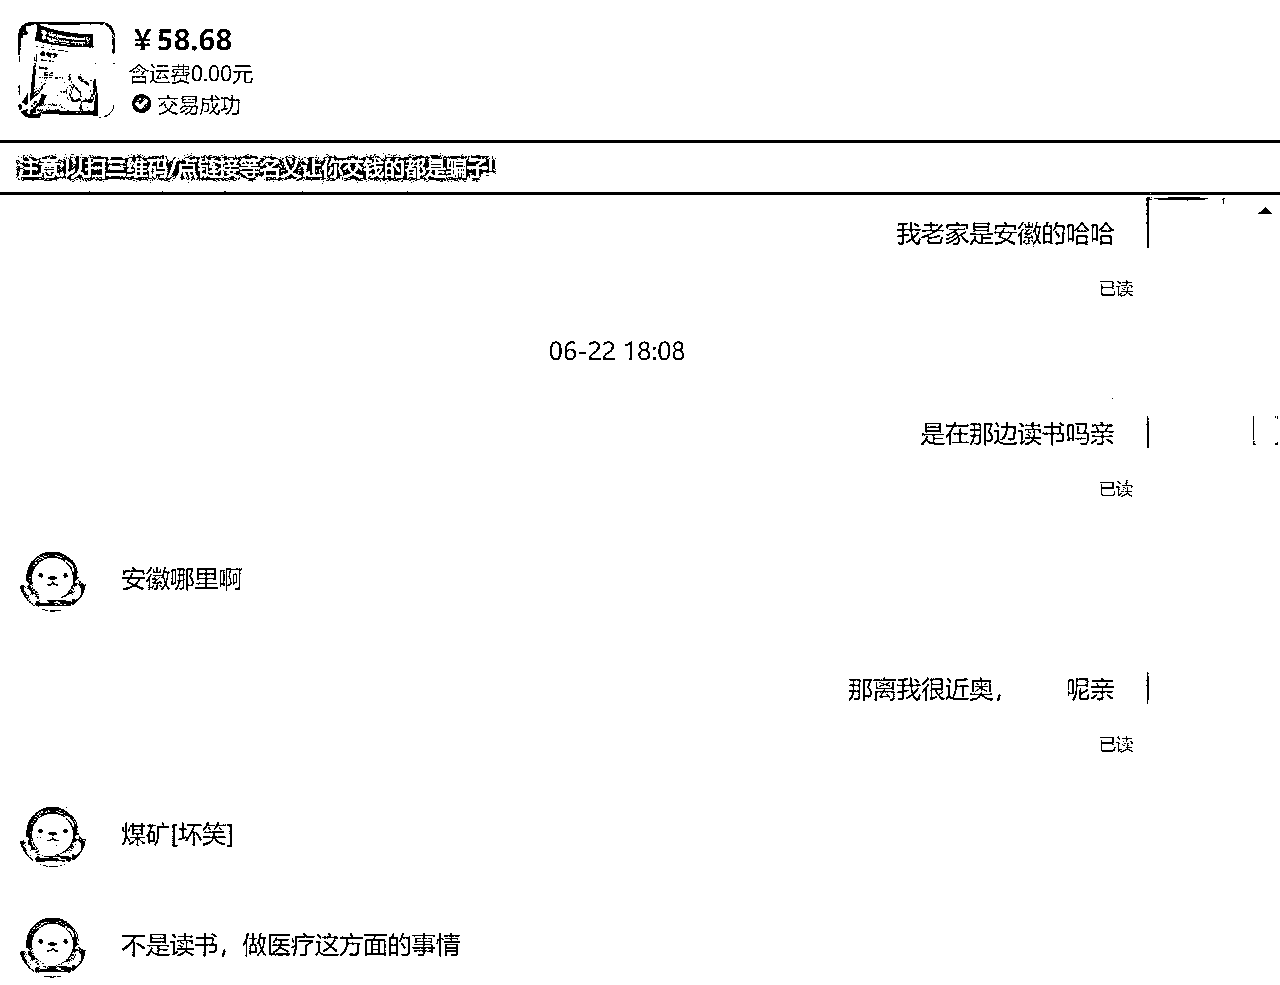 ¥58.68
含运费0.00元
交易成功
注意!以扫二维码/点链接等名义让你交钱的都是骗子!
我老家是安徽的哈哈
已读
06-22 18:08
是在那边读书吗亲
已读
安徽哪里啊
那离我很近奥, 呢亲
已读
煤矿[坏笑]
不是读书，做医疗这方面的事情